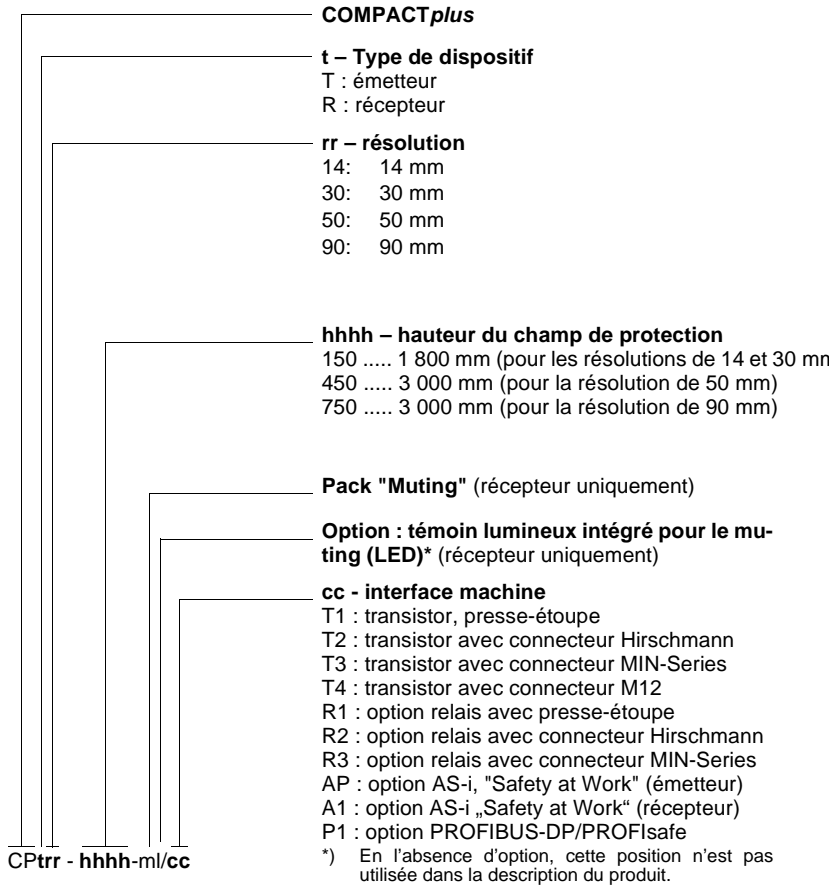 COMPACTplus
t – Type de dispositif
T : émetteur
R : récepteur
rr – résolution
14: 14 mm
30: 30 mm
50: 50 mm
90: 90 mm
hhhh – hauteur du champ de protection
150 ..... 1 800 mm (pour les résolutions de 14 et 30 mm
450 ..... 3 000 mm (pour la résolution de 50 mm)
750 ..... 3 000 mm (pour la résolution de 90 mm)
Pack "Muting" (récepteur uniquement)
Option : témoin lumineux intégré pour le mu-
ting (LED)* (récepteur uniquement)
cc - interface machine
T1 : transistor, presse-étoupe
T2 : transistor avec connecteur Hirschmann
T3 : transistor avec connecteur MIN-Series
T4 : transistor avec connecteur M12
R1 : option relais avec presse-étoupe
R2 : option relais avec connecteur Hirschmann
R3 : option relais avec connecteur MIN-Series
AP : option AS-i, "Safety at Work" (émetteur)
A1 : option AS-i „Safety at Work“ (récepteur)
P1 : option PROFIBUS-DP/PROFIsafe
*) En l’absence d’option, cette position n’est pas
utilisée dans la description du produit.
CPtrr - hhhh-ml/cc